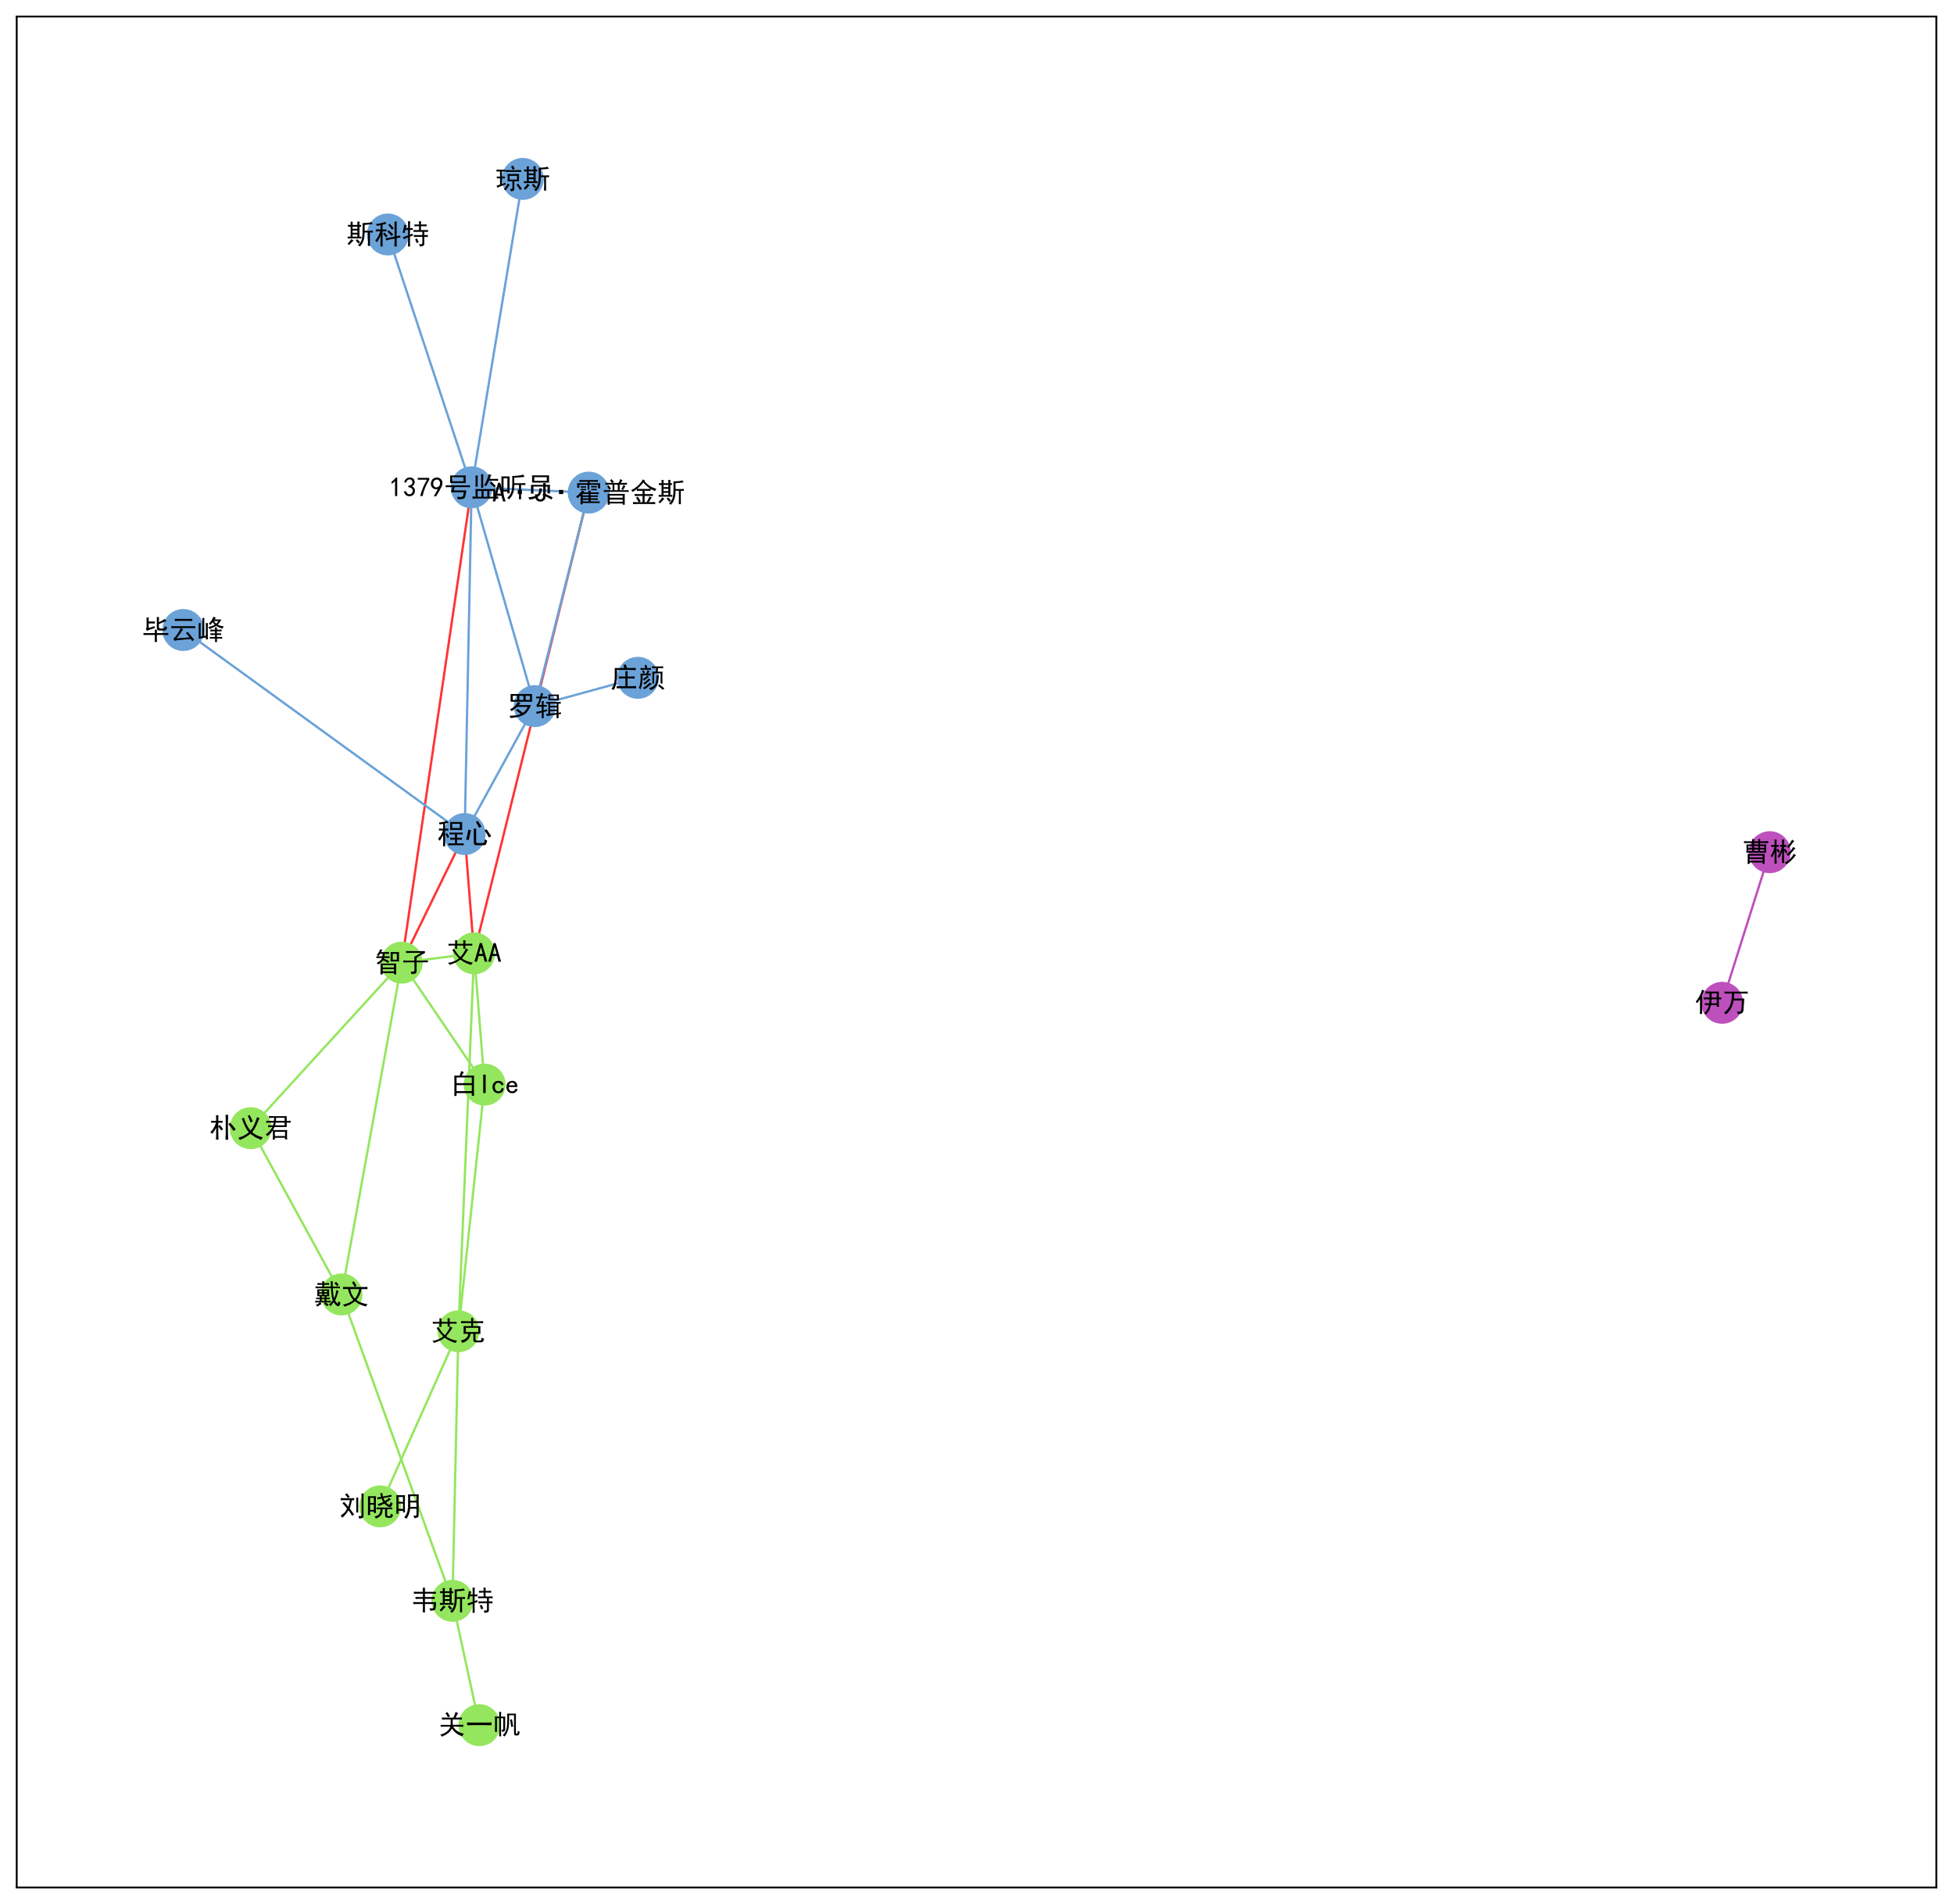 琼斯
斯科特
1379号监听员
A·J·霍普金斯
毕云峰
庄颜
罗辑
程心
曹彬
艾AA
智子
伊万
白Ice
朴义君
戴文
艾克
刘晓明
韦斯特
关一帆